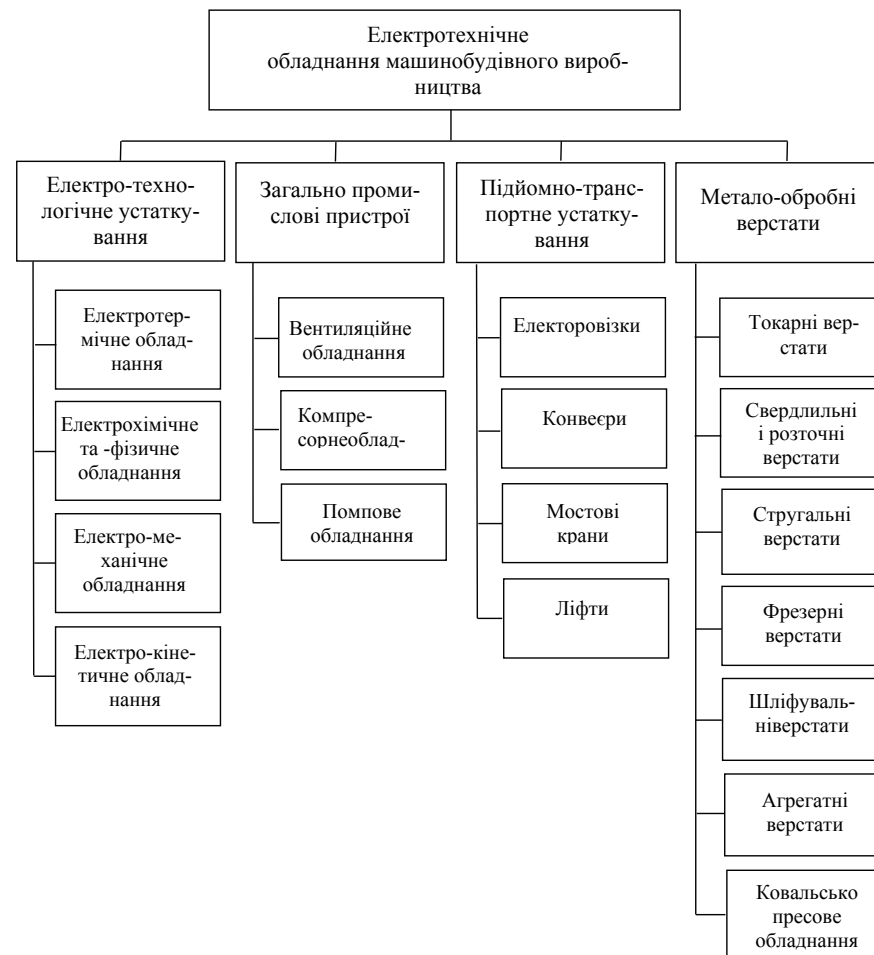 Електротехнічне
обладнання машинобудівного вироб-
ництва
Електро-техно-
логічне устатку-
вання
Загально проми-
слові пристрої
Підйомно-транс-
портне устатку-
вання
Метало-обробні
верстати
Електротер-
мічне облад-
нання
Електрохімічне
та -фізичне
обладнання
Електро-ме-
ханічне
обладнання
Електро-кіне-
тичне облад-
нання
Вентиляційне
обладнання
Компре-
сорнеоблад-
Помпове
обладнання
Електоровізки
Конвеєри
Мостові
крани
Ліфти
Токарні вер-
стати
Свердлильні
і розточні
верстати
Стругальні
верстати
Фрезерні
верстати
Шліфуваль-
ніверстати
Агрегатні
верстати
Ковальсько
пресове
обладнання